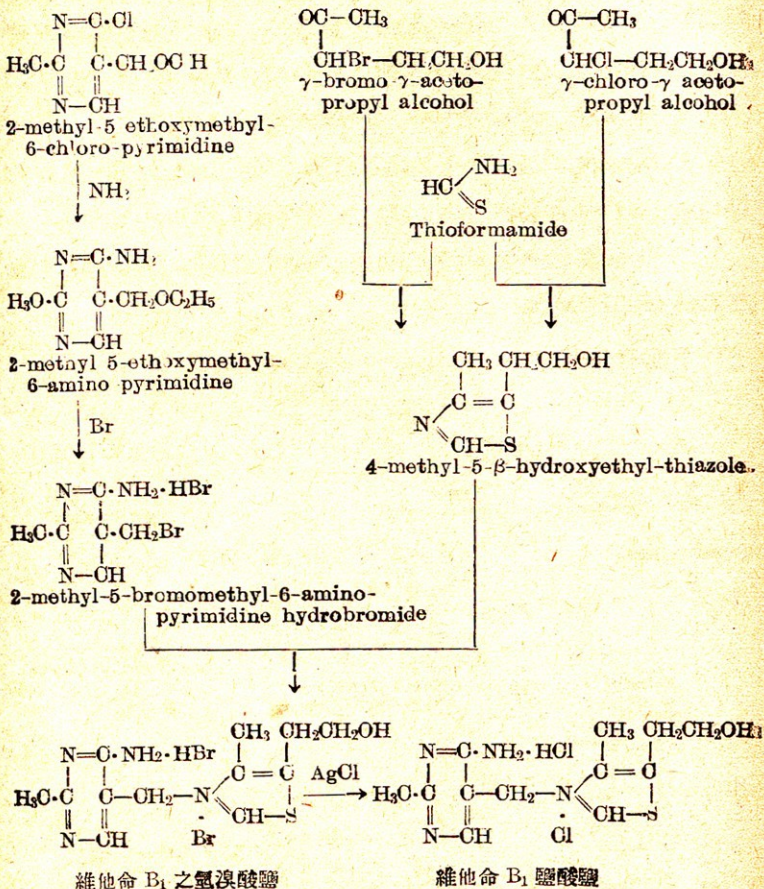 N=C·Cl
H₃C·C C·CH₂OC H
N—CH
2-methyl-5 ethoxymethyl-
6-chloro-pyrimidine
NH₃
N=C·NH₂
H₃C·C C·CH₂OC₂H₅
N—CH
2-methyl 5-ethoxymethyl-
6-amino pyrimidine
Br
N=C·NH₂·HBr
H₃C·C C·CH₂Br
N—CH
2-methyl-5-bromomethyl-6-amino-
pyrimidine hydrobromide
OC—CH₃
CHBr—CH₂CH₂OH
γ-bromo-γ-aceto-
propyl alcohol
OC—CH₃
CHCl—CH₂CH₂OH
γ-chloro-γ aceto-
propyl alcohol
NH₂
HC
S
Thioformamide
CH₃ CH₂CH₂OH
C = C
N
CH—S
4-methyl-5-β-hydroxyethyl-thiazole.
CH₃ CH₂CH₂OH
N=C·NH₂·HBr
C = C
H₃C·C C—CH₂—N
CH—S
N—CH Br
維他命 B₁ 之氫溴酸鹽
AgCl
CH₃ CH₂CH₂OH
N=C·NH₂·HCl
C = C
H₃C·C C—CH₂—N
CH—S
N—CH Cl
維他命 B₁ 鹽酸鹽